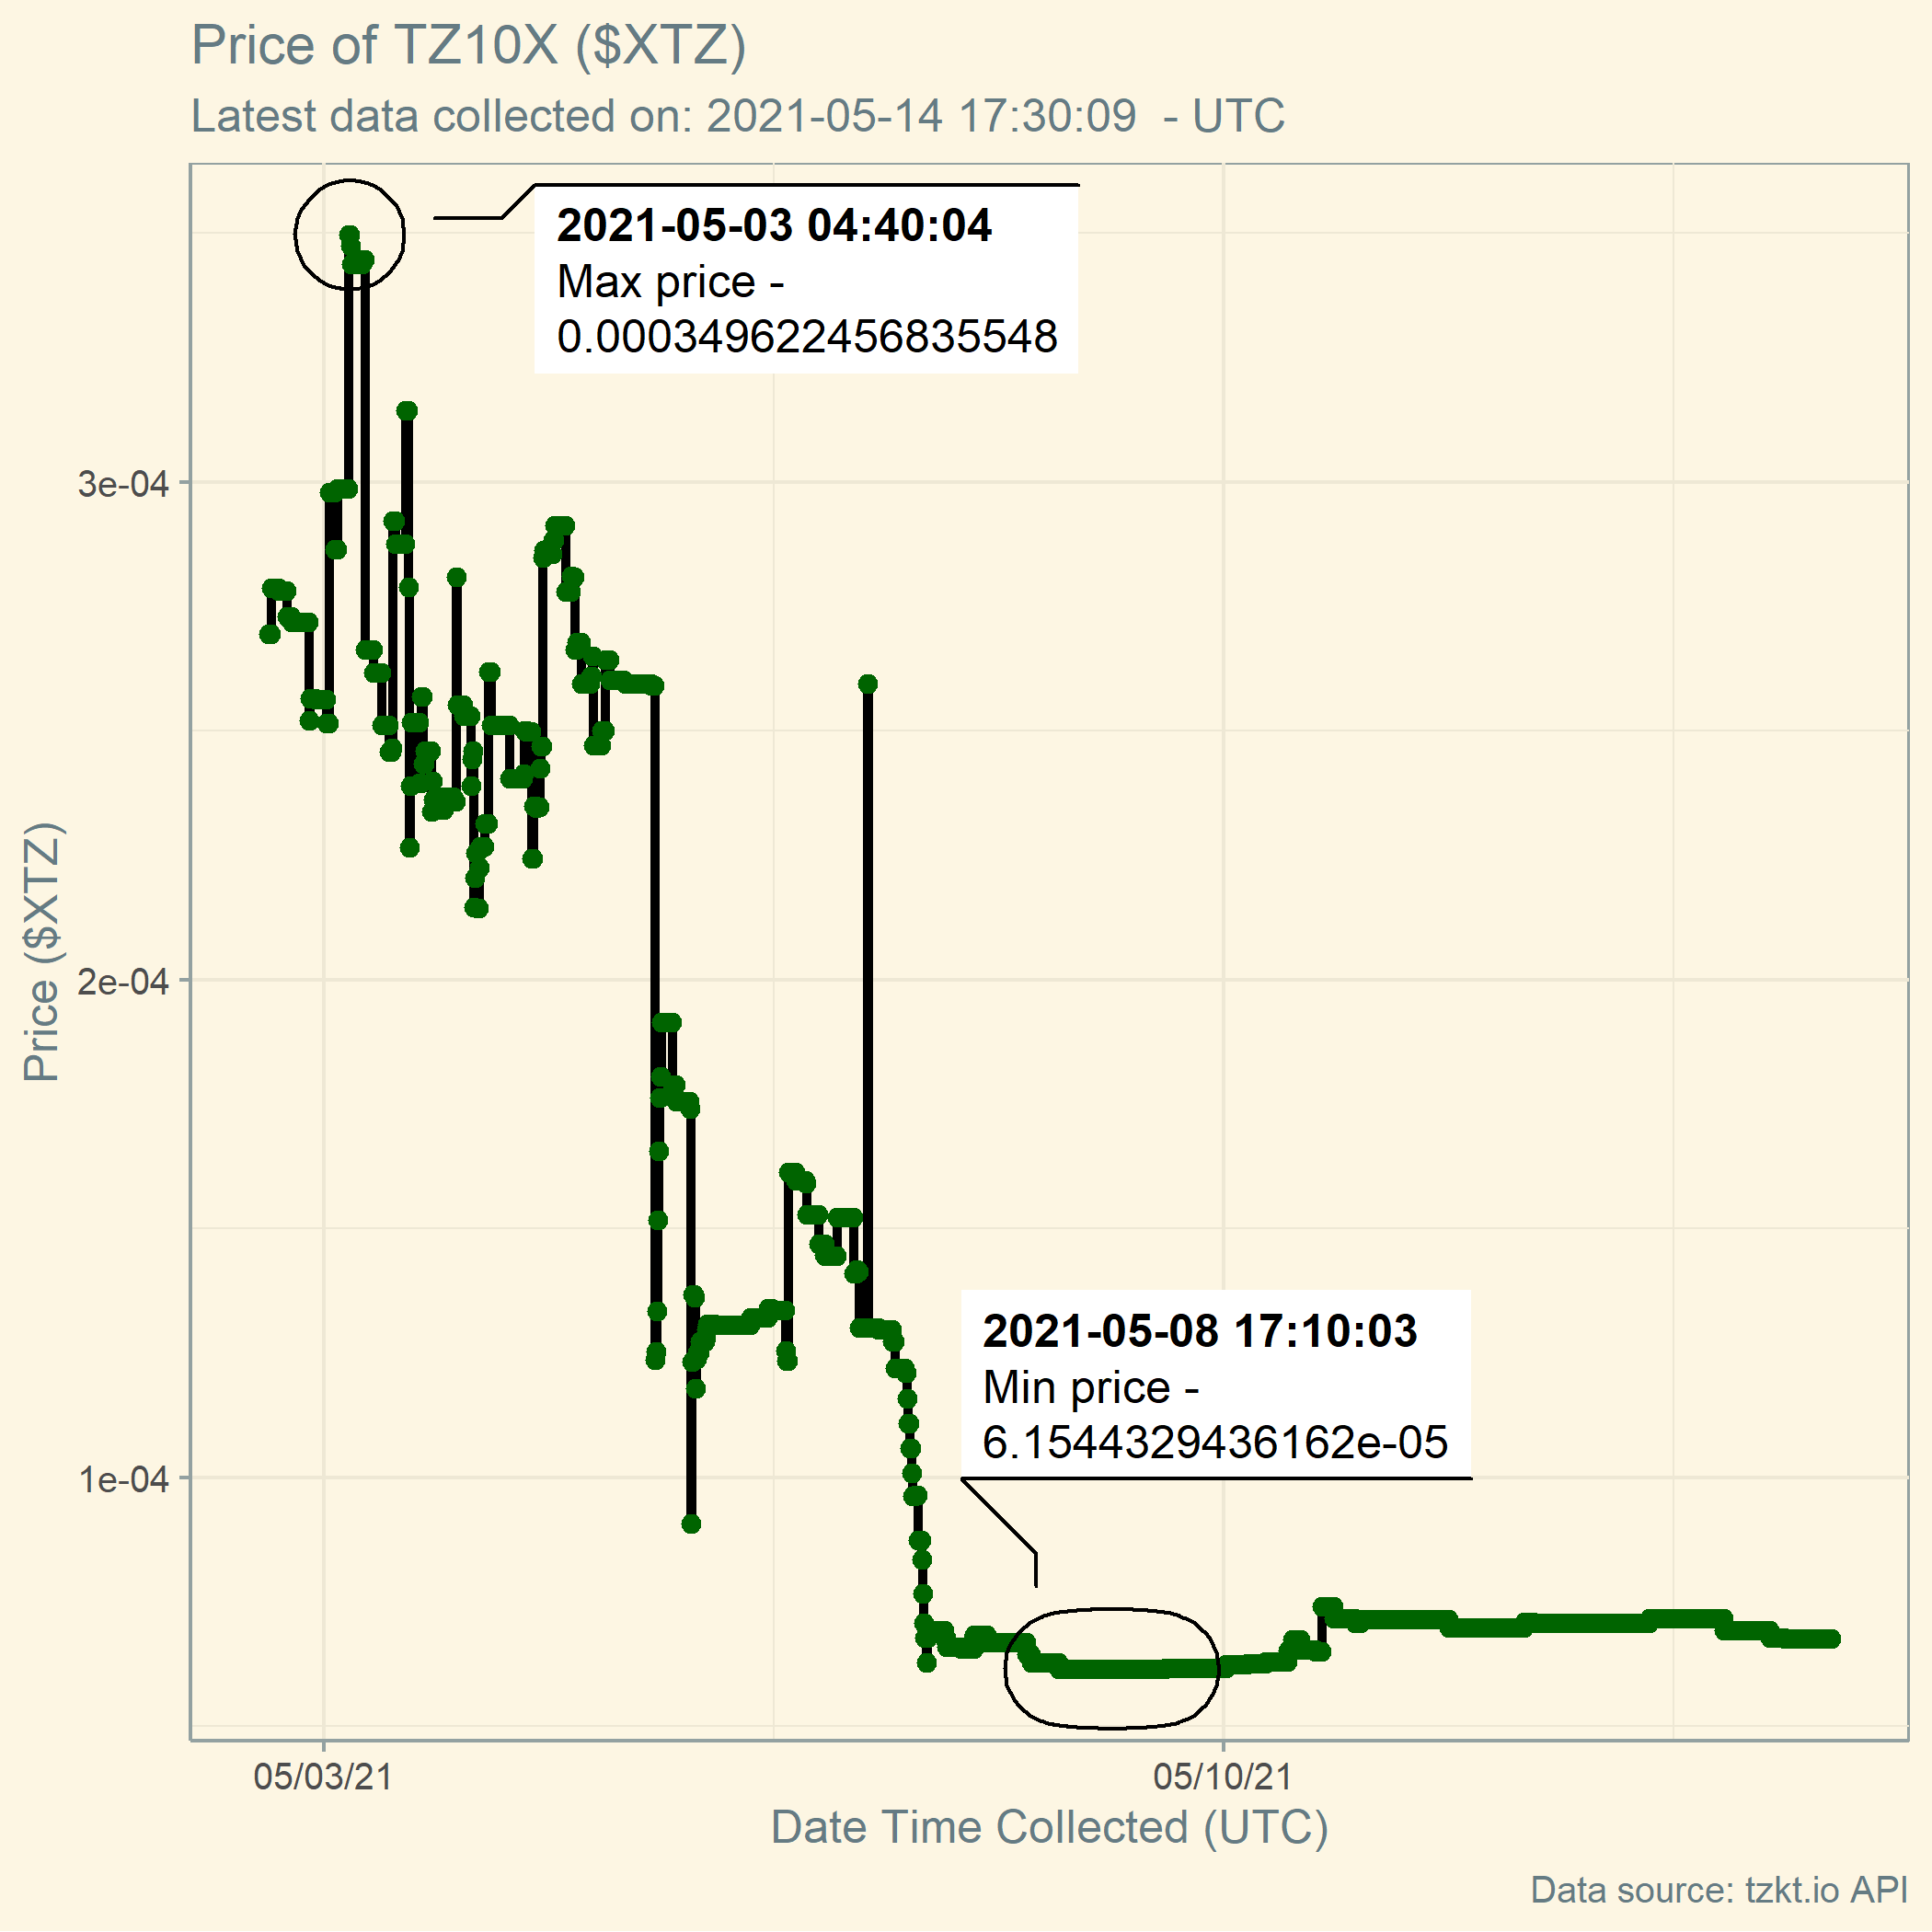 Price of TZ10X ($XTZ)
Latest data collected on: 2021-05-14 17:30:09  - UTC
2021-05-03 04:40:04
Max price -
0.000349622456835548
3e-04
2e-04
1e-04
Price ($XTZ)
2021-05-08 17:10:03
Min price -
6.1544329436162e-05
05/03/21
05/10/21
Date Time Collected (UTC)
Data source: tzkt.io API